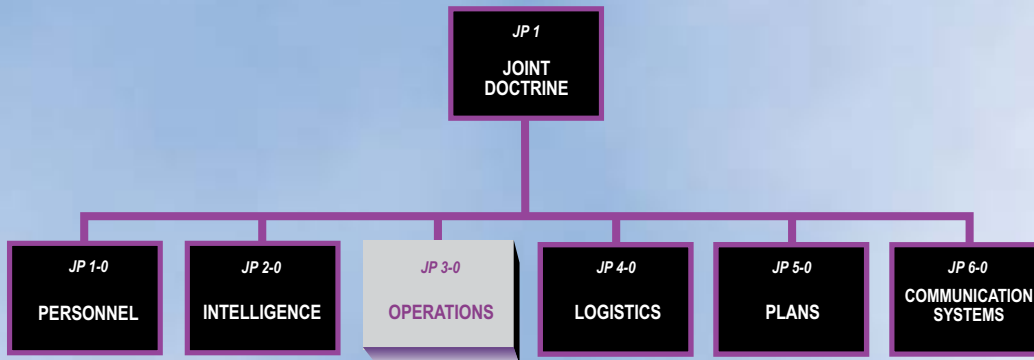 JP 1
JOINT
DOCTRINE
JP 1-0
PERSONNEL
JP 2-0
INTELLIGENCE
JP 3-0
OPERATIONS
JP 4-0
LOGISTICS
JP 5-0
PLANS
JP 6-0
COMMUNICATION
SYSTEMS